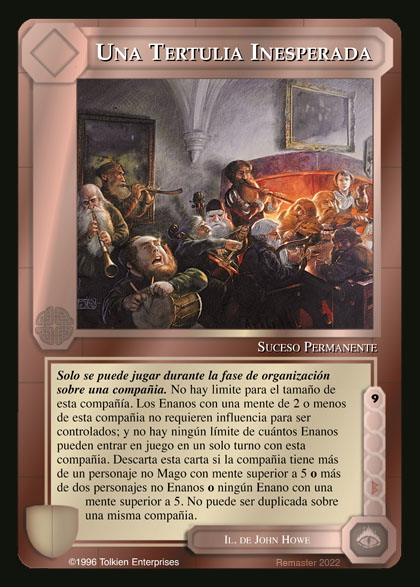 Una Tertulia Inesperada
Suceso Permanente
Solo se puede jugar durante la fase de organización
sobre una compañía. No hay límite para el tamaño de
esta compañía. Los Enanos con una mente de 2 o menos
de esta compañia no requieren influencia para ser
controlados; y no hay ningún límite de cuántos Enanos
pueden entrar en juego en un solo turno con esta
compañia. Descarta esta carta si la compañia tiene más
de un personaje no Mago con mente superior a 5 o más
de dos personajes no Enanos o ningún Enano con una
mente superior a 5. No puede ser duplicada sobre
una misma compañía.
9
Il. de John Howe
©1996 Tolkien Enterprises
Remaster 2022